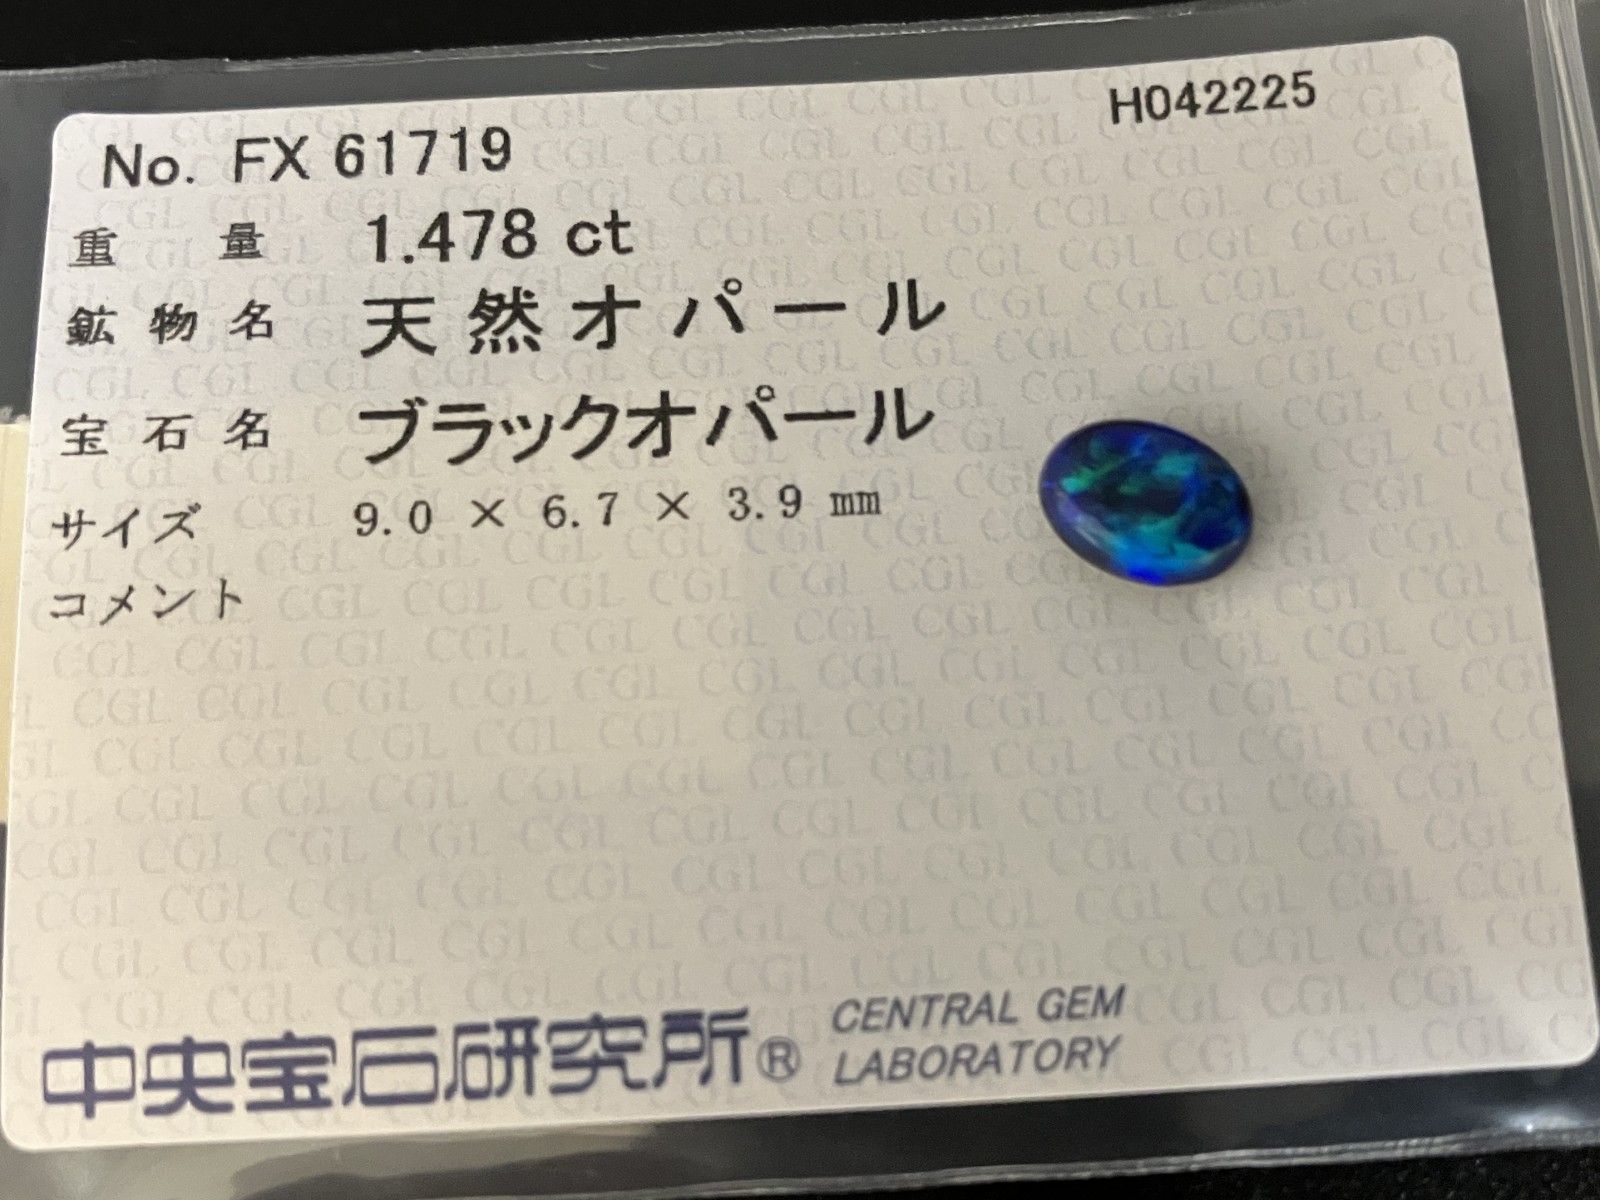 H042225
No. FX 61719
重量 1.478 ct
鉱物名 天然オパール
宝石名 ブラックオパール
サイズ 9.0 × 6.7 × 3.9 mm
コメント
中央宝石研究所® CENTRAL GEM LABORATORY